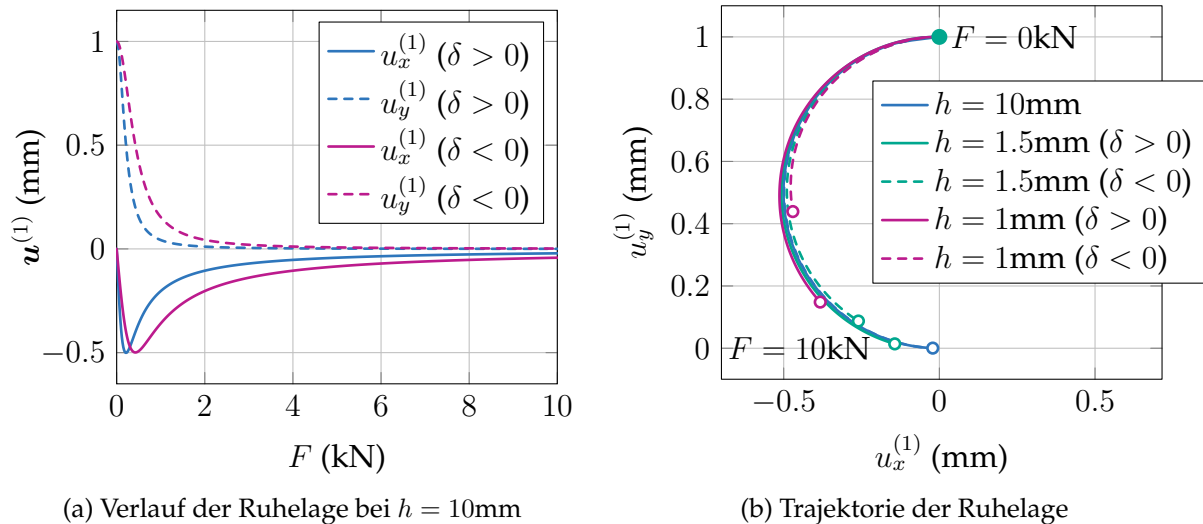 1
0.5
0
−0.5
u^(1) (mm)
u_x^(1) (δ > 0)
u_y^(1) (δ > 0)
u_x^(1) (δ < 0)
u_y^(1) (δ < 0)
0 2 4 6 8 10
F (kN)
(a) Verlauf der Ruhelage bei h = 10mm
1
0.8
0.6
0.4
0.2
0
u_y^(1) (mm)
F = 0kN
h = 10mm
h = 1.5mm (δ > 0)
h = 1.5mm (δ < 0)
h = 1mm (δ > 0)
h = 1mm (δ < 0)
F = 10kN
−0.5 0 0.5
u_x^(1) (mm)
(b) Trajektorie der Ruhelage